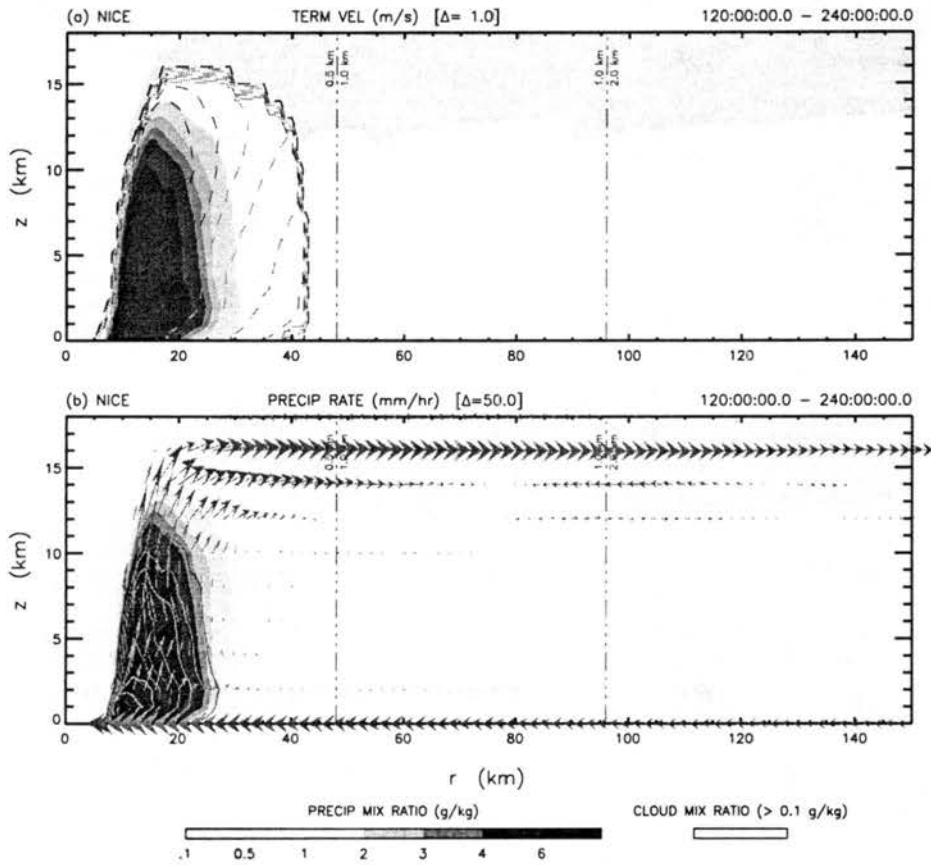 (a) NICE TERM VEL (m/s) [Δ= 1.0] 120:00:00.0 − 240:00:00.0
0.5 km
1.0 km
1.0 km
2.0 km
15
10
5
0
z (km)
0 20 40 60 80 100 120 140
(b) NICE PRECIP RATE (mm/hr) [Δ=50.0] 120:00:00.0 − 240:00:00.0
15
10
5
0
z (km)
0 20 40 60 80 100 120 140
r (km)
PRECIP MIX RATIO (g/kg) CLOUD MIX RATIO (> 0.1 g/kg)
.1 0.5 1 2 3 4 6